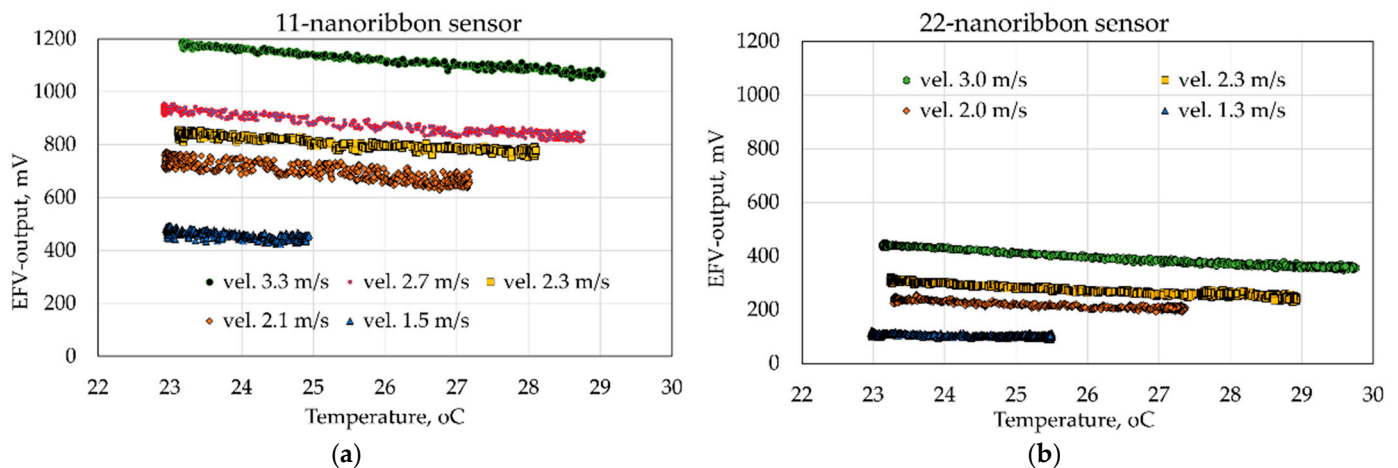 11-nanoribbon sensor
1200
1000
800
600
400
200
0
EFV-output, mV
vel. 3.3 m/s vel. 2.7 m/s vel. 2.3 m/s
vel. 2.1 m/s vel. 1.5 m/s
22 23 24 25 26 27 28 29 30
Temperature, oC
(a)
22-nanoribbon sensor
1200
1000
800
600
400
200
0
EFV-output, mV
vel. 3.0 m/s vel. 2.3 m/s
vel. 2.0 m/s vel. 1.3 m/s
22 23 24 25 26 27 28 29 30
Temperature, oC
(b)